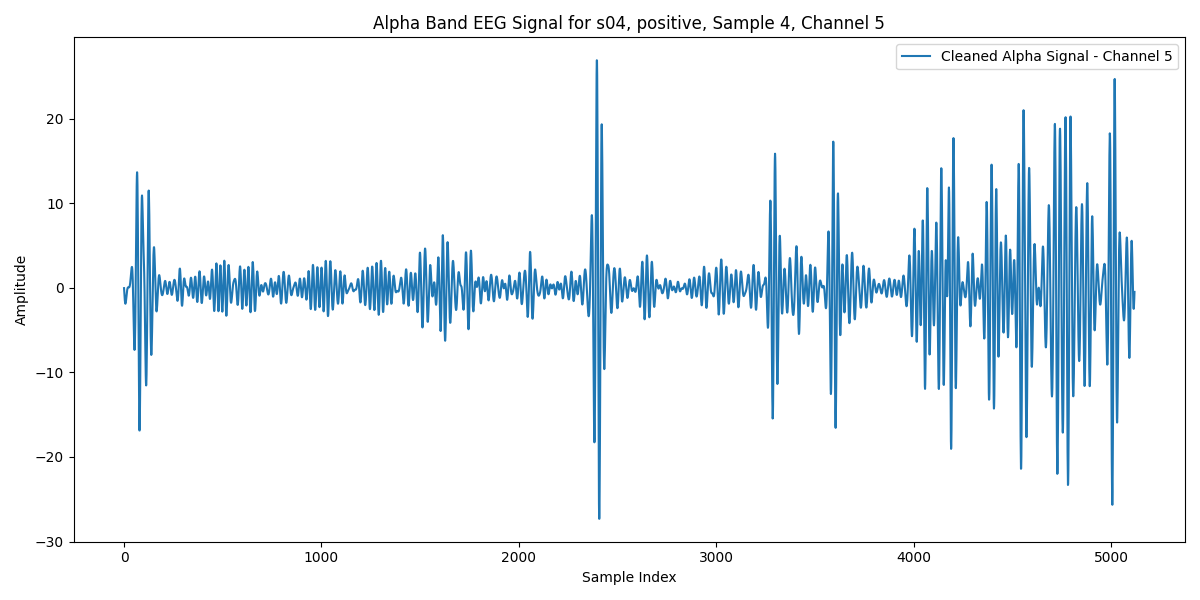 Alpha Band EEG Signal for s04, positive, Sample 4, Channel 5
Cleaned Alpha Signal - Channel 5
Amplitude
20
10
0
−10
−20
−30
0 1000 2000 3000 4000 5000
Sample Index